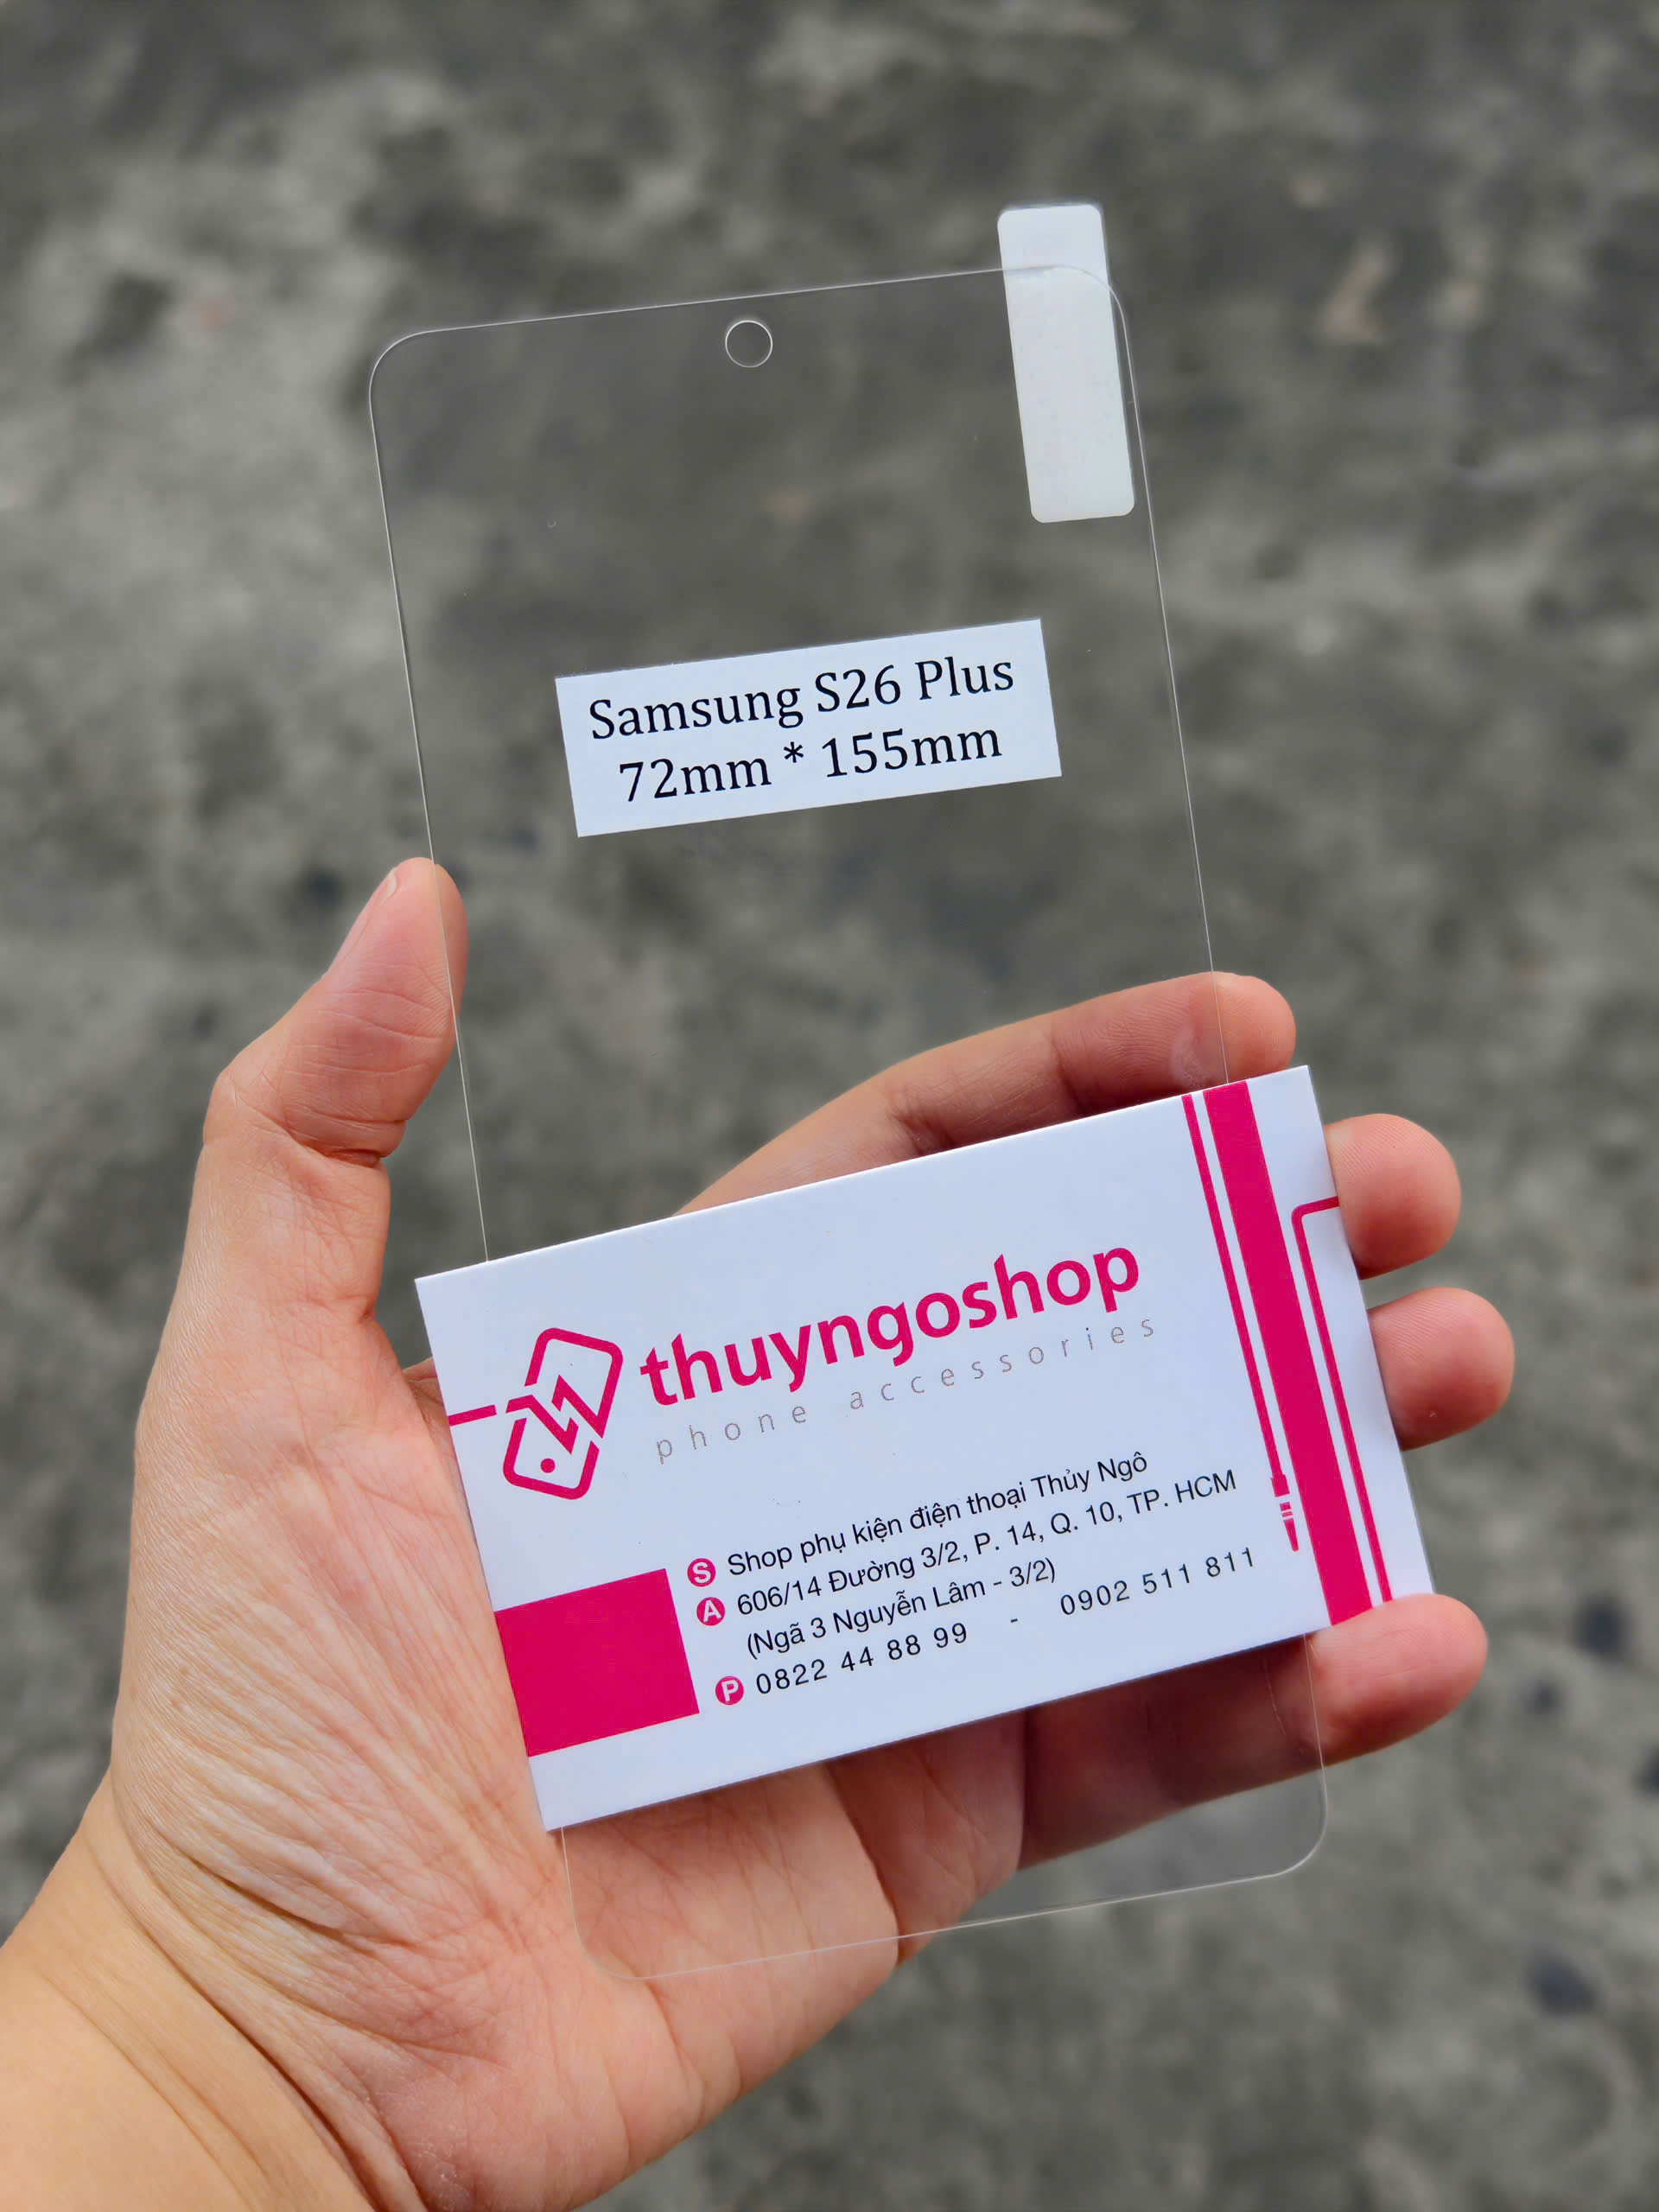 Samsung S26 Plus
72mm * 155mm
thuyngoshop
phone accessories
S Shop phụ kiện điện thoại Thủy Ngô
A 606/14 Đường 3/2, P. 14, Q. 10, TP. HCM
(Ngã 3 Nguyễn Lâm - 3/2)
P 0822 44 88 99 - 0902 511 811